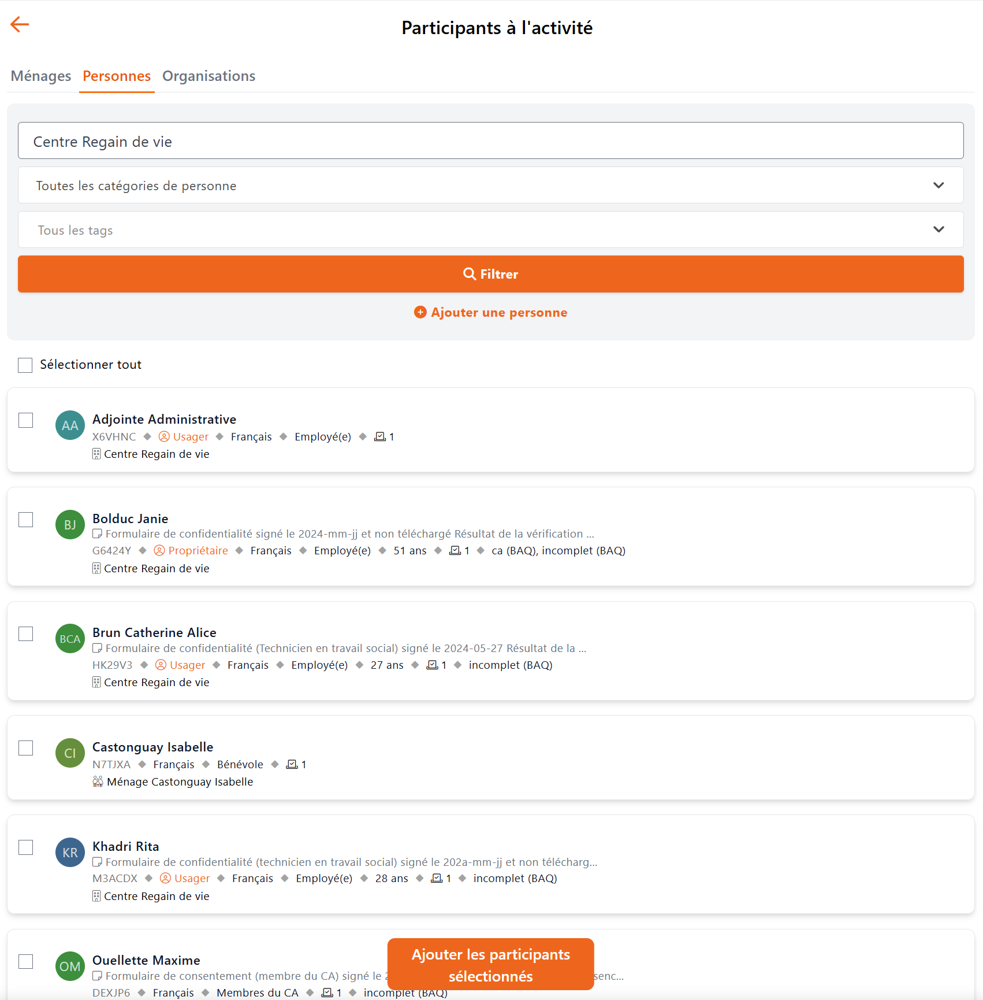 Participants à l'activité
Ménages Personnes Organisations
Centre Regain de vie
Toutes les catégories de personne
Tous les tags
Filtrer
Ajouter une personne
Sélectionner tout
AA
Adjointe Administrative
X6VHNC ◆ Usager ◆ Français ◆ Employé(e) ◆ 1
Centre Regain de vie
BJ
Bolduc Janie
Formulaire de confidentialité signé le 2024-mm-jj et non téléchargé Résultat de la vérification ...
G6424Y ◆ Propriétaire ◆ Français ◆ Employé(e) ◆ 51 ans ◆ 1 ◆ ca (BAQ), incomplet (BAQ)
Centre Regain de vie
BCA
Brun Catherine Alice
Formulaire de confidentialité (Technicien en travail social) signé le 2024-05-27 Résultat de la ...
HK29V3 ◆ Usager ◆ Français ◆ Employé(e) ◆ 27 ans ◆ 1 ◆ incomplet (BAQ)
Centre Regain de vie
CI
Castonguay Isabelle
N7TJXA ◆ Français ◆ Bénévole ◆ 1
Ménage Castonguay Isabelle
KR
Khadri Rita
Formulaire de confidentialité (technicien en travail social) signé le 202a-mm-jj et non télécharg...
M3ACDX ◆ Usager ◆ Français ◆ Employé(e) ◆ 28 ans ◆ 1 ◆ incomplet (BAQ)
Centre Regain de vie
OM
Ouellette Maxime
Formulaire de consentement (membre du CA) signé le
senc...
DEXJP6 ◆ Français ◆ Membres du CA ◆ 1 ◆ incomplet (BAQ)
Ajouter les participants
sélectionnés